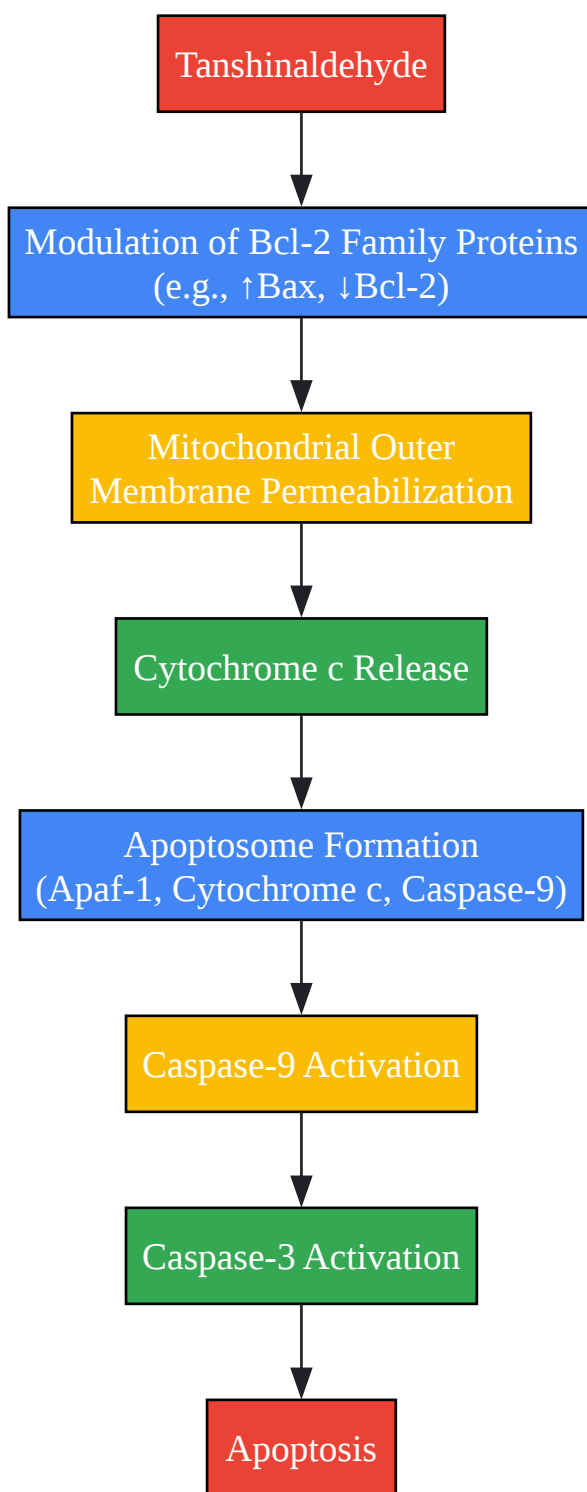 Tanshinaldehyde
Modulation of Bcl-2 Family Proteins
(e.g., ↑Bax, ↓Bcl-2)
Mitochondrial Outer
Membrane Permeabilization
Cytochrome c Release
Apoptosome Formation
(Apaf-1, Cytochrome c, Caspase-9)
Caspase-9 Activation
Caspase-3 Activation
Apoptosis